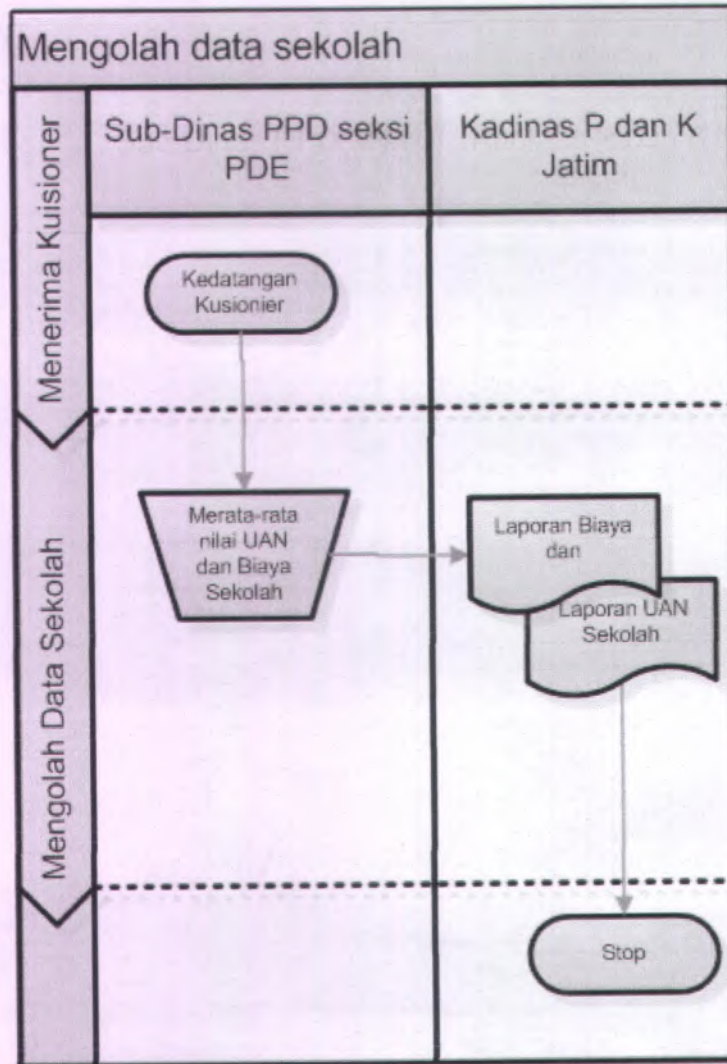 Mengolah data sekolah
Sub-Dinas PPD seksi
PDE
Kadinas P dan K
Jatim
Menerima Kuisioner
Kedatangan
Kusionier
Mengolah Data Sekolah
Merata-rata
nilai UAN
dan Biaya
Sekolah
Laporan Biaya
dan
Laporan UAN
Sekolah
Stop